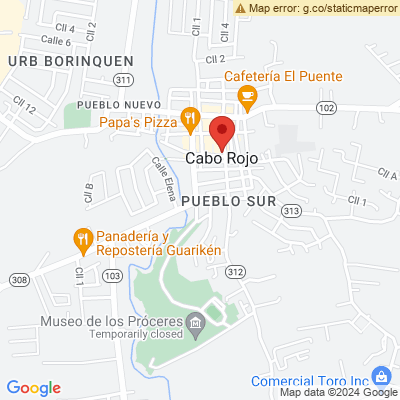 Map error: g.co/staticmaperror
Cll 4
Calle 6
Cll 4
Cll 1
Cll 4
Cll 2
URB BORINQUEN
311
Cafetería El Puente
Cll 12
PUEBLO NUEVO
102
Papa's Pizza
Cabo Rojo
Calle Elena
Cll B
Cll A
Cll 1
PUEBLO SUR
313
Panadería y
Repostería Guarikén
308
Cll 1
103
312
Museo de los Próceres
Temporarily closed
Comercial Toro Inc
Google
Map data ©2024 Google